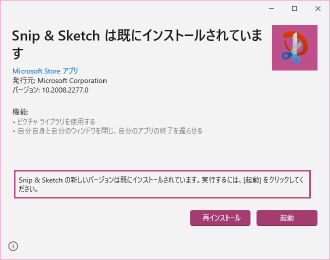 Snip & Sketch は既にインストールされていま
す
Microsoft Store アプリ
発行元: Microsoft Corporation
バージョン: 10.2008.2277.0
機能:
• ピクチャ ライブラリを使用する
• 自分自身と自分のウィンドウを閉じ、自分のアプリの終了を遅らせる
Snip & Sketch の新しいバージョンは既にインストールされています。実行するには、[起動] をクリックしてく
ださい。
再インストール
起動